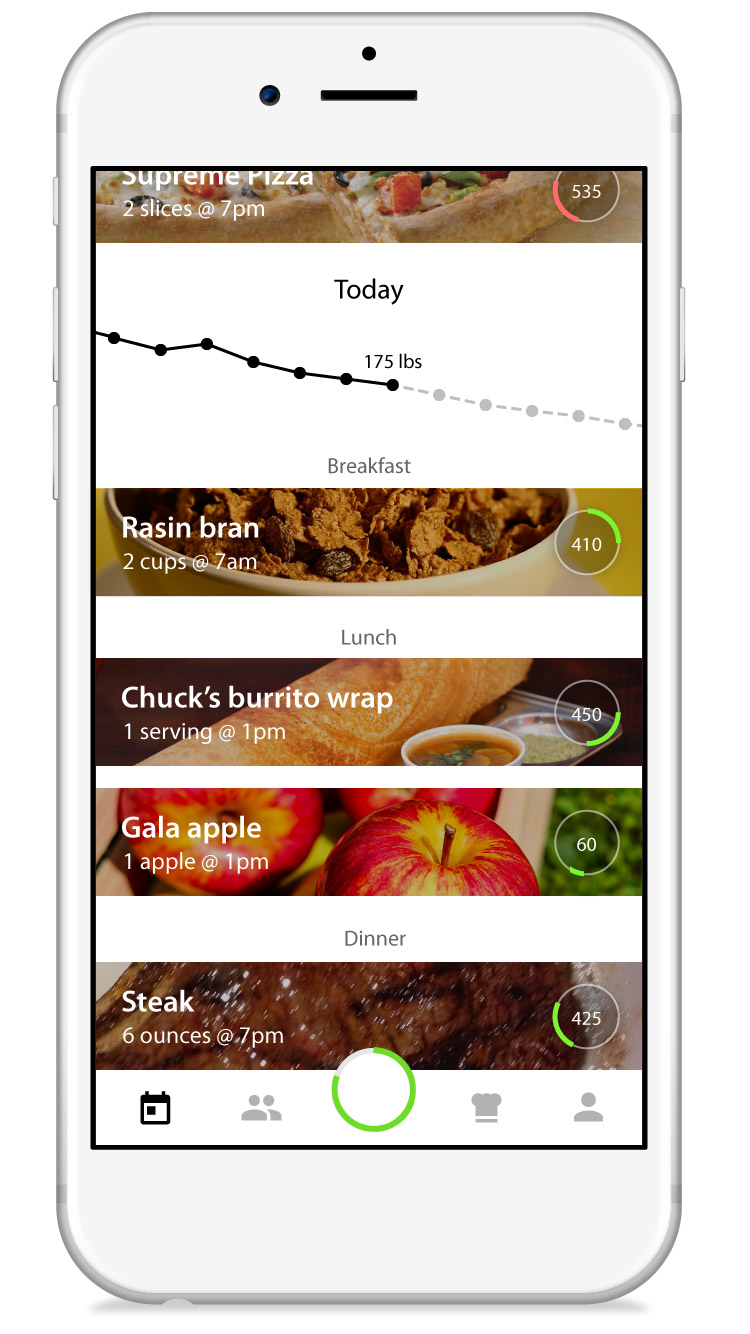 Supreme Pizza
2 slices @ 7pm
535
Today
175 lbs
Breakfast
Rasin bran
2 cups @ 7am
410
Lunch
Chuck’s burrito wrap
1 serving @ 1pm
450
Gala apple
1 apple @ 1pm
60
Dinner
Steak
6 ounces @ 7pm
425